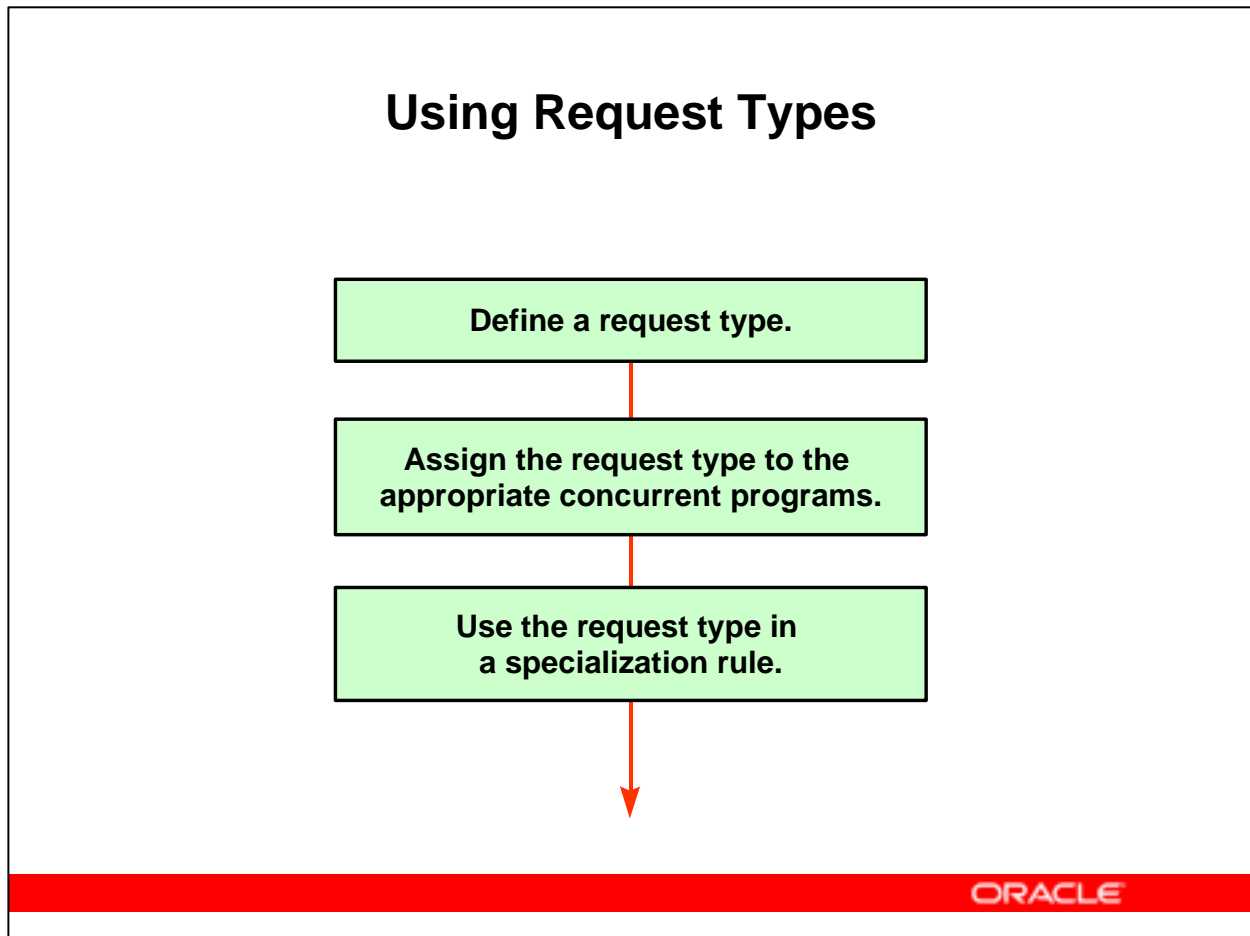 Using Request Types
Define a request type.
Assign the request type to the
appropriate concurrent programs.
Use the request type in
a specialization rule.
ORACLE